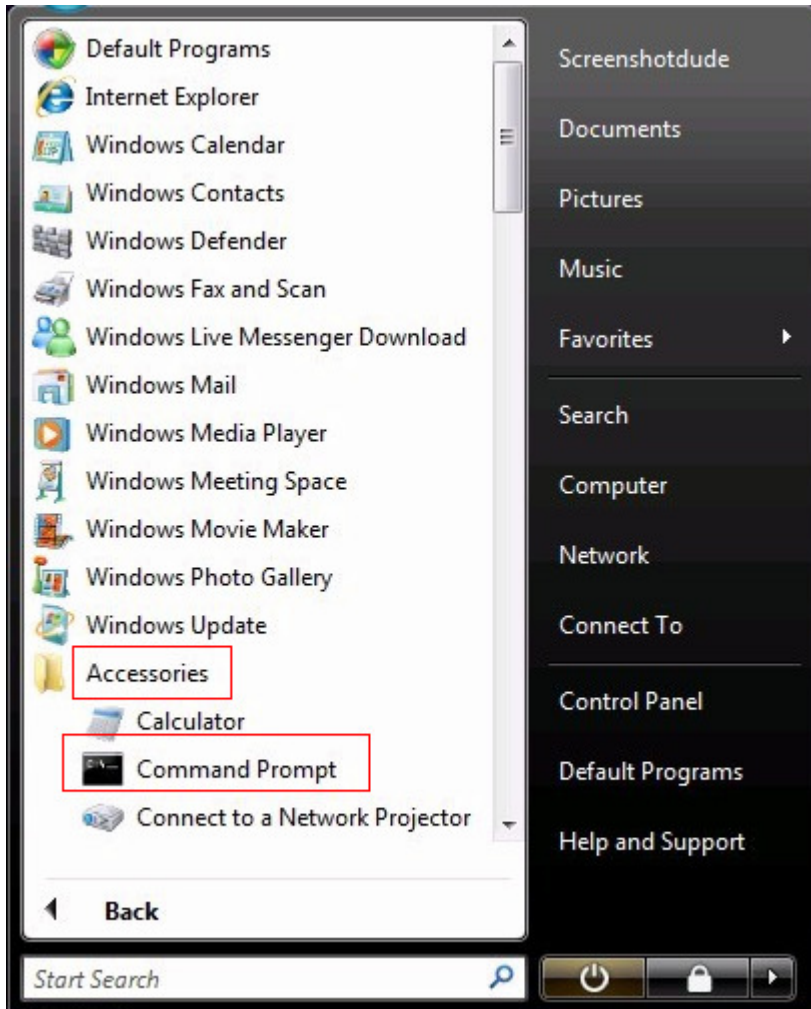 Default Programs
Internet Explorer
Windows Calendar
Windows Contacts
Windows Defender
Windows Fax and Scan
Windows Live Messenger Download
Windows Mail
Windows Media Player
Windows Meeting Space
Windows Movie Maker
Windows Photo Gallery
Windows Update
Accessories
Calculator
Command Prompt
Connect to a Network Projector
Back
Start Search
Screenshotdude
Documents
Pictures
Music
Favorites
Search
Computer
Network
Connect To
Control Panel
Default Programs
Help and Support